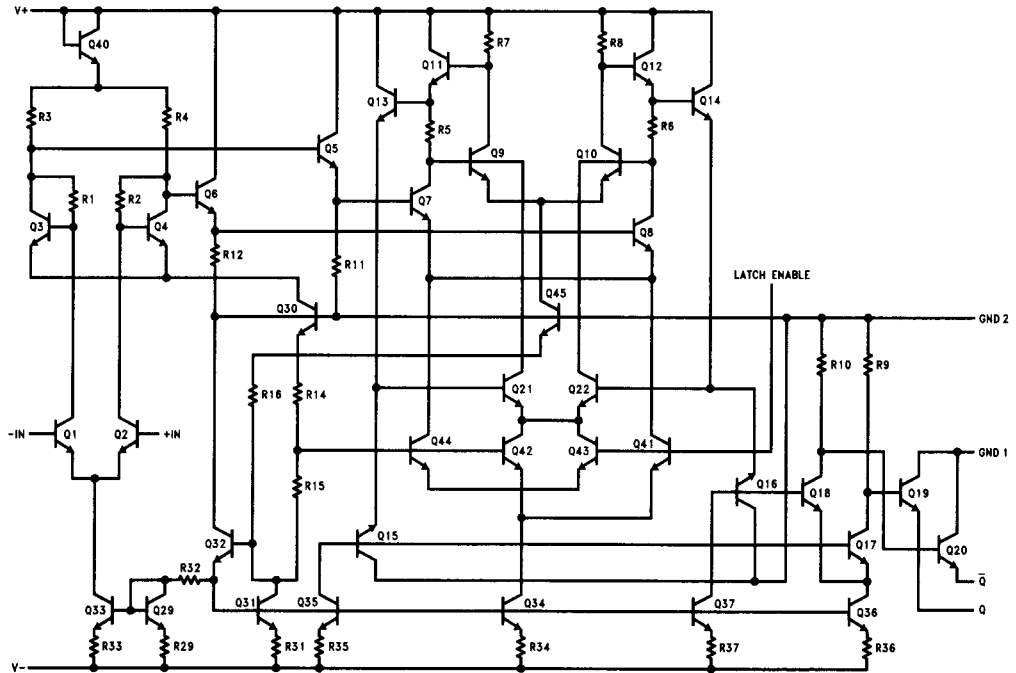 V+
Q40
R7
R8
Q11
Q12
Q13
Q14
R3
R4
R5
R6
Q5
Q9
Q10
R1
R2
Q6
Q7
Q3
Q4
Q8
R12
R11
LATCH ENABLE
Q30
Q45
GND 2
R10
R9
R16
R14
Q21
Q22
-IN
Q1
Q2
+IN
Q44
Q42
Q43
Q41
GND 1
R15
Q16
Q18
Q19
Q32
Q15
Q17
Q20
R32
Q̅
Q33
Q29
Q31
Q35
Q34
Q37
Q36
Q
R33
R29
R31
R35
R34
R37
R36
V-